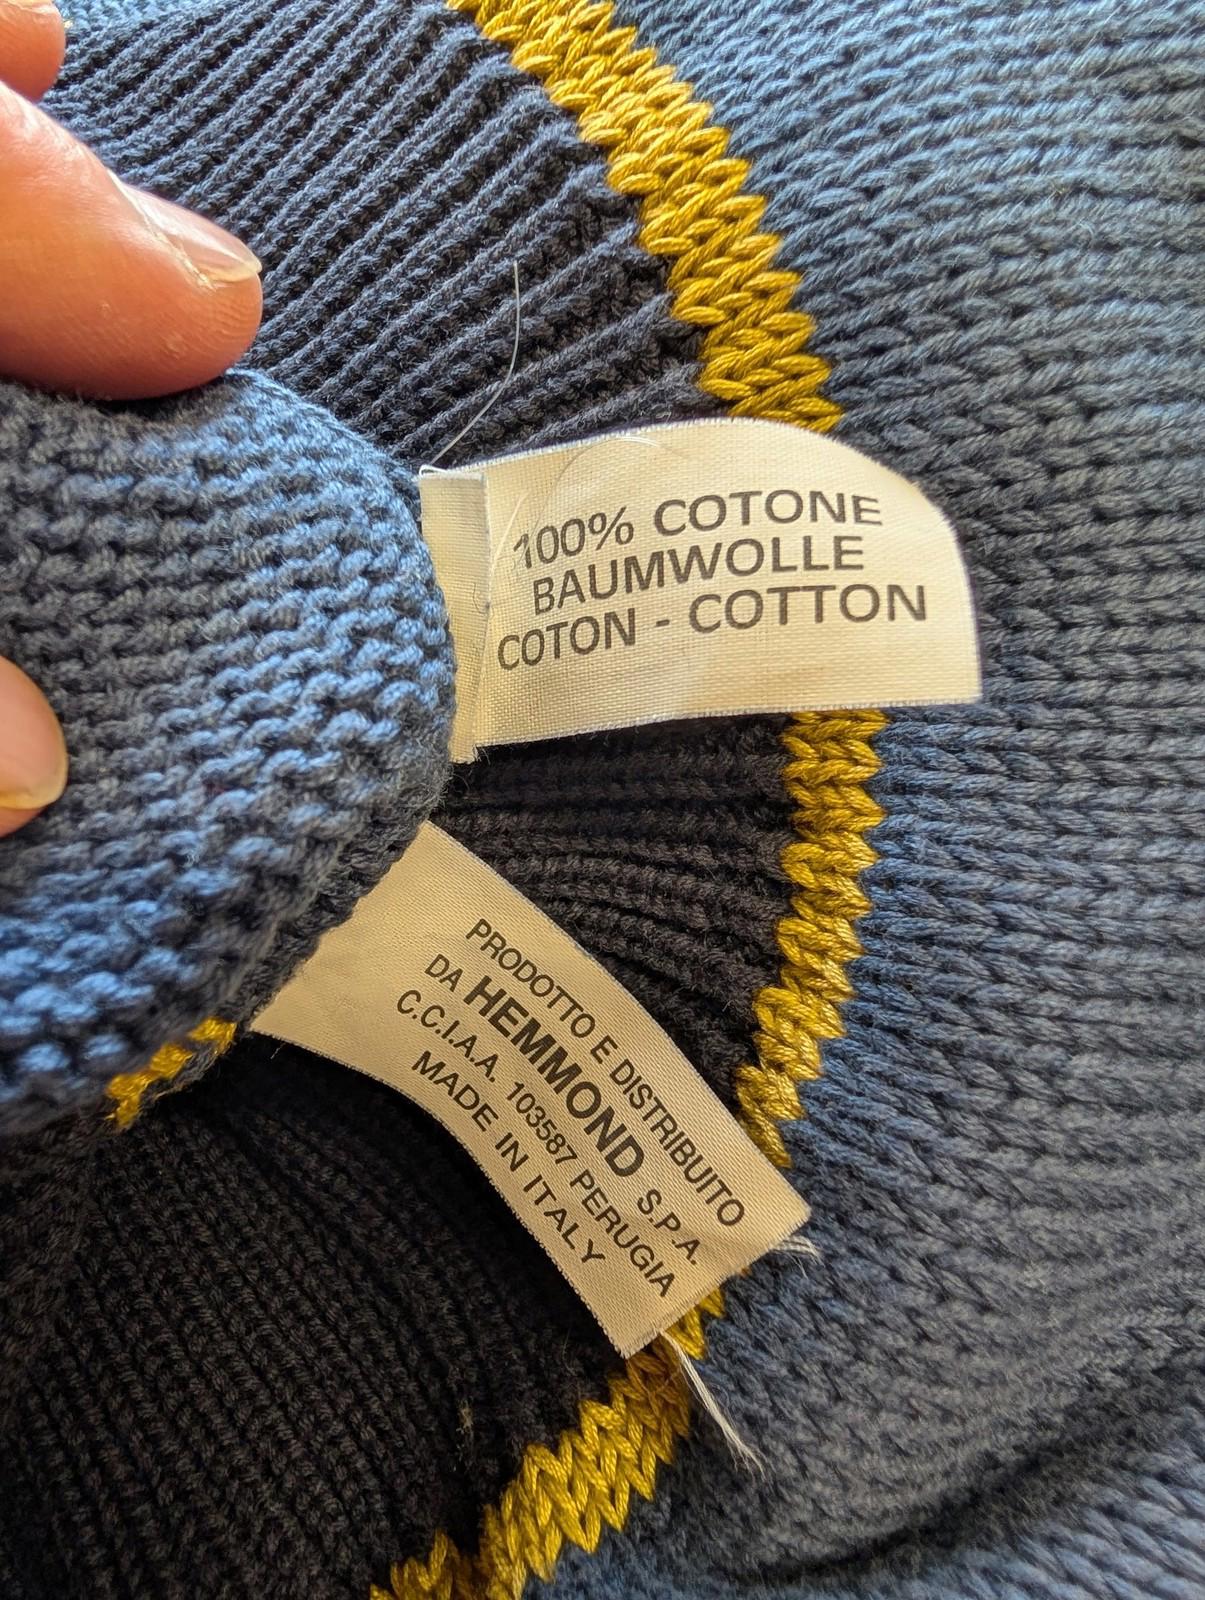 100% COTONE
BAUMWOLLE
COTON - COTTON
PRODOTTO E DISTRIBUITO
DA HEMMOND S.P.A.
C.C.I.A.A. 103587 PERUGIA
MADE IN ITALY